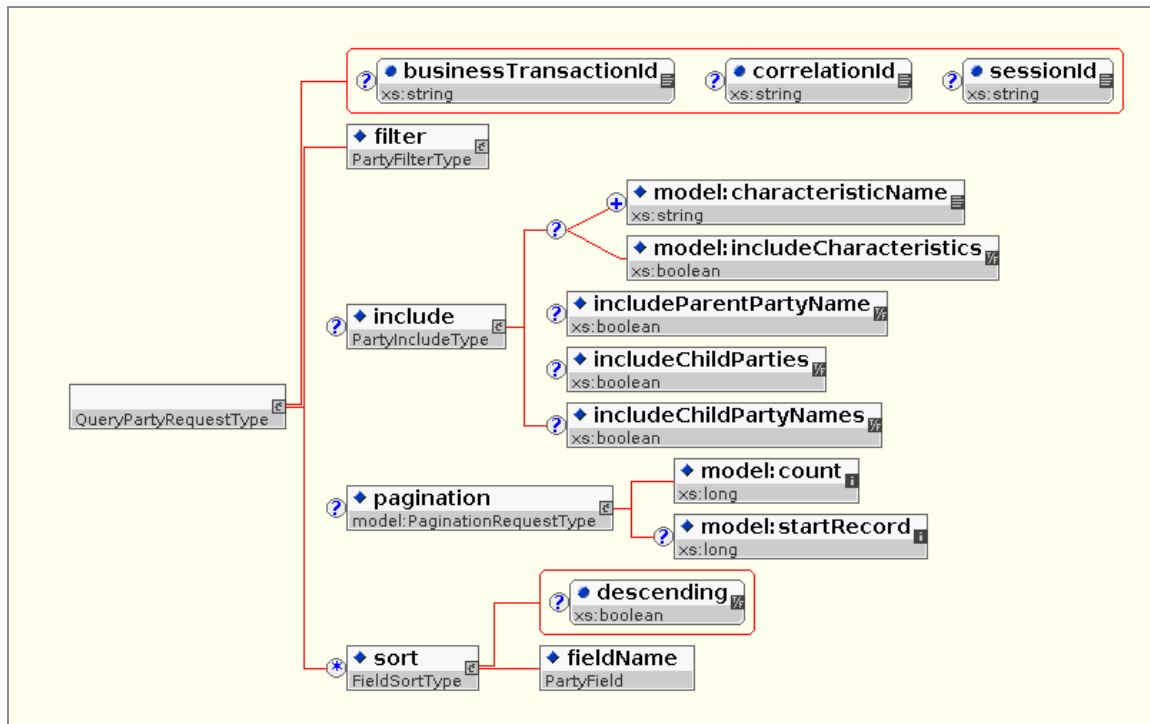 businessTransactionId
xs:string
correlationId
xs:string
sessionId
xs:string
filter
PartyFilterType
model:characteristicName
xs:string
model:includeCharacteristics
xs:boolean
include
PartyIncludeType
includeParentPartyName
xs:boolean
includeChildParties
xs:boolean
includeChildPartyNames
xs:boolean
QueryPartyRequestType
pagination
model:PaginationRequestType
model:count
xs:long
model:startRecord
xs:long
descending
xs:boolean
sort
FieldSortType
fieldName
PartyField